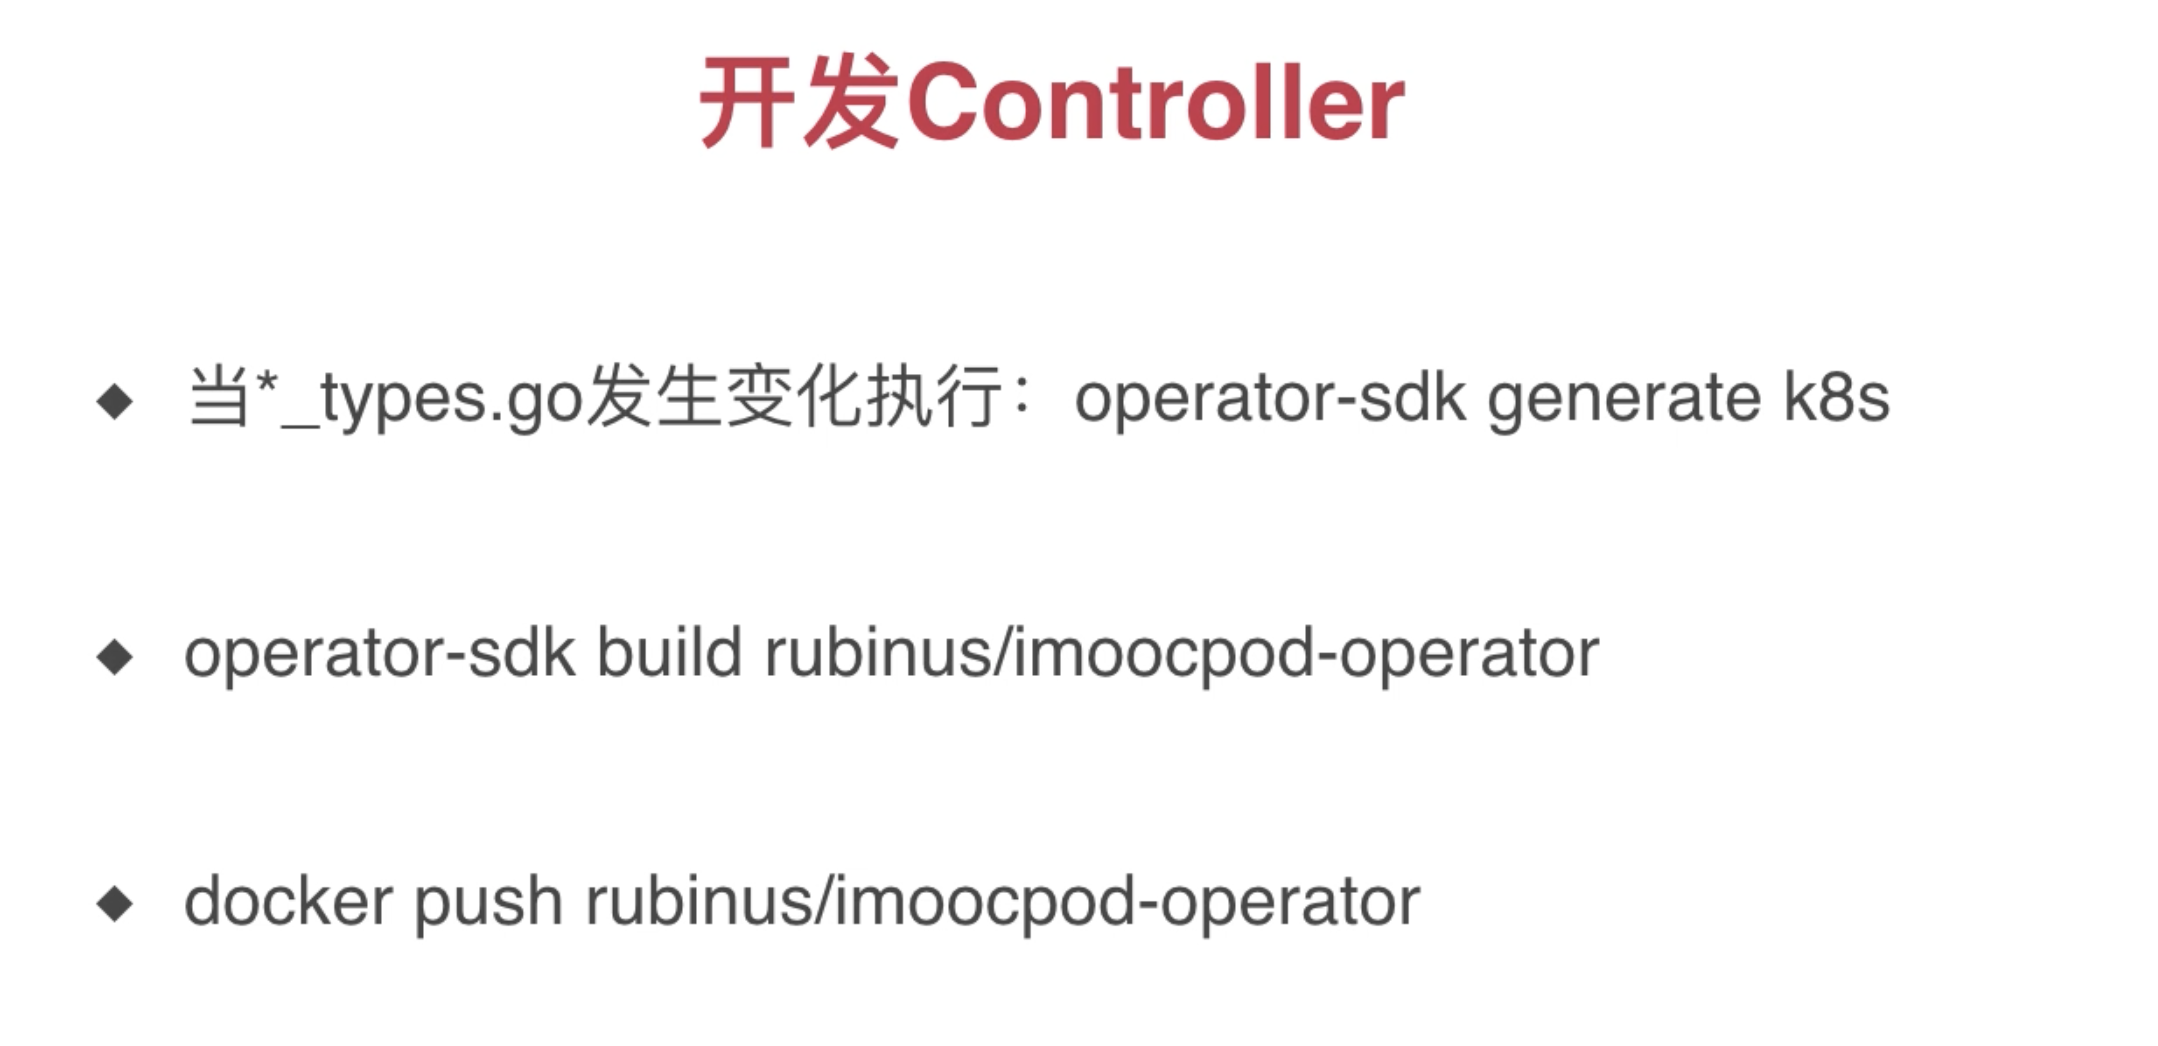 开发Controller
◆ 当*_types.go发生变化执行：operator-sdk generate k8s
◆ operator-sdk build rubinus/imoocpod-operator
◆ docker push rubinus/imoocpod-operator